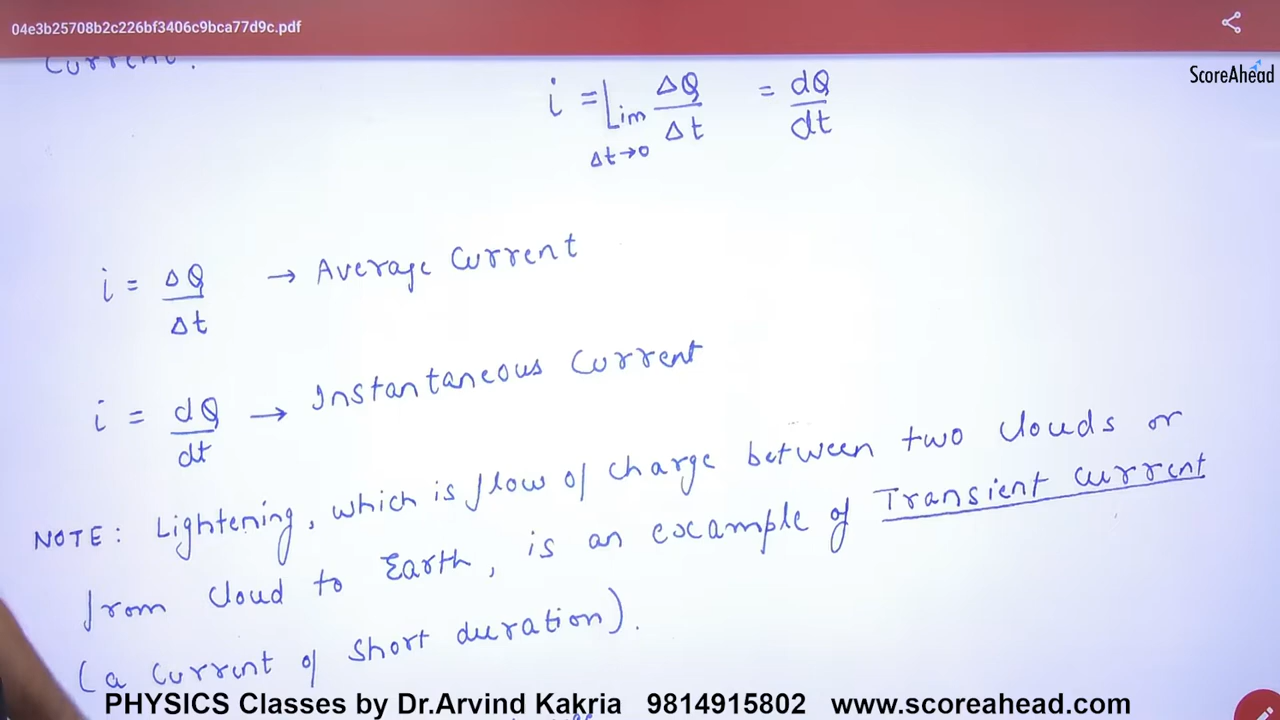 04e3b25708b2c226bf3406c9bca77d9c.pdf
ScoreAhead
Current.
i = Lim ΔQ/Δt = dQ/dt
Δt→0
i = ΔQ/Δt → Average Current
i = dQ/dt → Instantaneous Current
NOTE: Lightening, which is flow of charge between two clouds or
from cloud to Earth, is an example of Transient current
(a current of short duration).
PHYSICS Classes by Dr.Arvind Kakria 9814915802 www.scoreahead.com